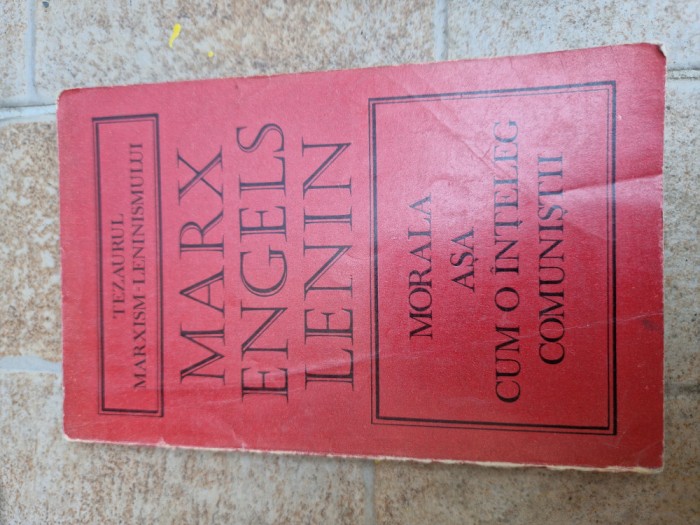 TEZAURUL
MARXISM-LENINISMULUI
MARX
ENGELS
LENIN
MORALA
AȘA
CUM O ÎNȚELEG
COMUNIȘTII